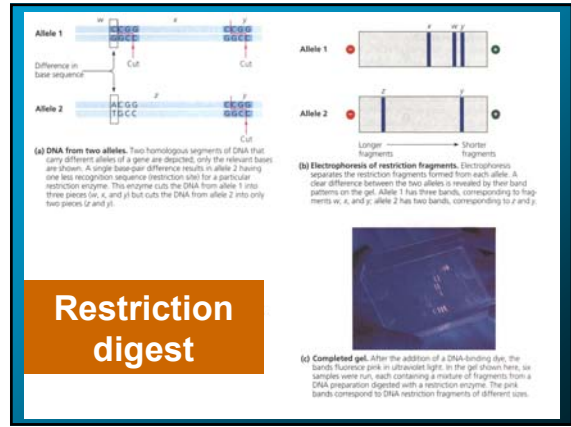 w x y
Allele 1
CCGG CCGG
GGCC GGCC
Cut Cut
Difference in
base sequence
z y
Allele 2
ACGG CCGG
TGCC GGCC
Cut
(a) DNA from two alleles. Two homologous segments of DNA that
carry different alleles of a gene are depicted, only the relevant bases
are shown. A single base-pair difference results in allele 2 having
one less recognition sequence (restriction site) for a particular
restriction enzyme. This enzyme cuts the DNA from allele 1 into
three pieces (w, x, and y) but cuts the DNA from allele 2 into only
two pieces (z and y).
x w y
Allele 1
z y
Allele 2
Longer Shorter
fragments fragments
(b) Electrophoresis of restriction fragments. Electrophoresis
separates the restriction fragments formed from each allele. A
clear difference between the two alleles is revealed by their band
patterns on the gel. Allele 1 has three bands, corresponding to frag-
ments w, x, and y; allele 2 has two bands, corresponding to z and y.
Restriction
digest
(c) Completed gel. After the addition of a DNA-binding dye, the
bands fluoresce pink in ultraviolet light. In the gel shown here, six
samples were run, each containing a mixture of fragments from a
DNA preparation digested with a restriction enzyme. The pink
bands correspond to DNA restriction fragments of different sizes.